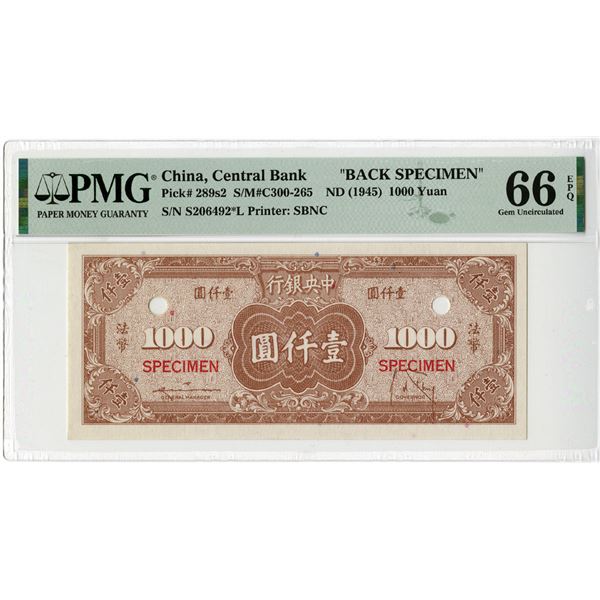 PMG®
PAPER MONEY GUARANTY
China, Central Bank "BACK SPECIMEN"
Pick# 289s2 S/M#C300-265 ND (1945) 1000 Yuan
S/N S206492*L Printer: SBNC
66 EPQ
Gem Uncirculated
壹仟 行銀央中 壹仟
圓仟壹 圓仟壹
法幣 1000 圓仟壹 1000 法幣
SPECIMEN SPECIMEN
GENERAL MANAGER GOVERNOR
壹仟 壹仟